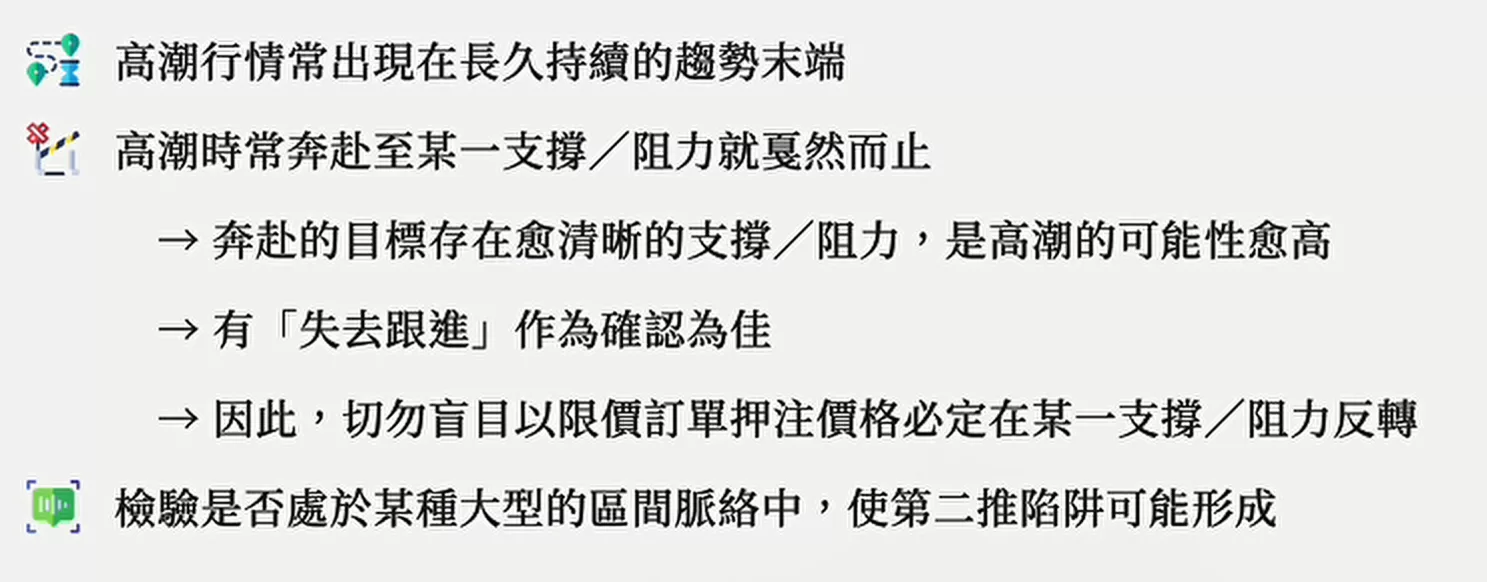 高潮行情常出現在長久持續的趨勢末端
高潮時常奔赴至某一支撐／阻力就戛然而止
→ 奔赴的目標存在愈清晰的支撐／阻力，是高潮的可能性愈高
→ 有「失去跟進」作為確認為佳
→ 因此，切勿盲目以限價訂單押注價格必定在某一支撐／阻力反轉
檢驗是否處於某種大型的區間脈絡中，使第二推陷阱可能形成